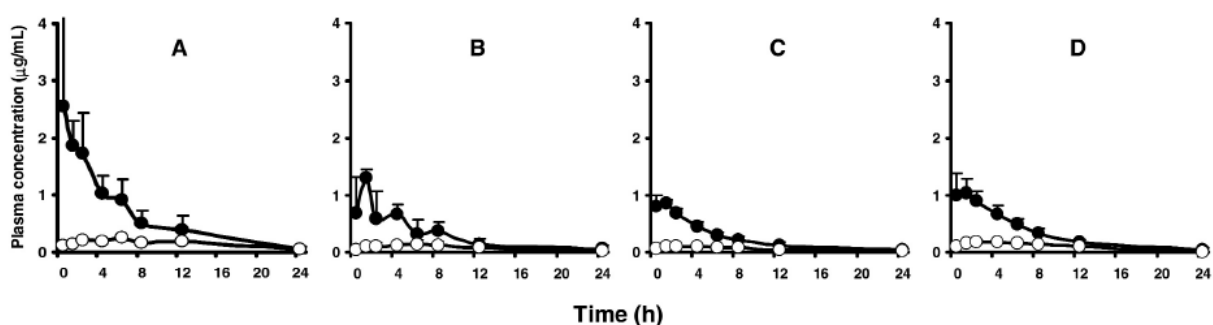 A B C D
Plasma concentration (µg/mL)
4 4 4 4
3 3 3 3
2 2 2 2
1 1 1 1
0 0 0 0
0 4 8 12 16 20 24 0 4 8 12 16 20 24 0 4 8 12 16 20 24 0 4 8 12 16 20 24
Time (h)